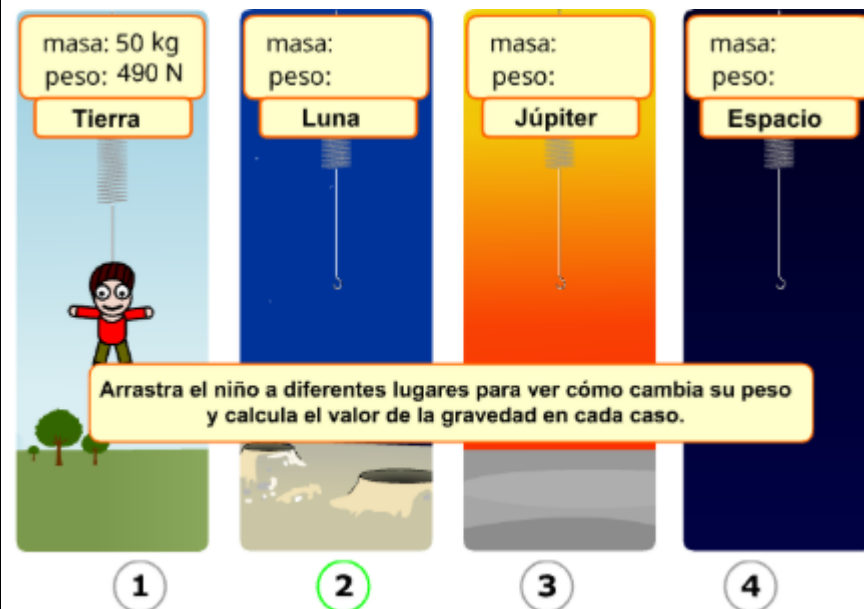 masa: 50 kg
peso: 490 N
Tierra
masa:
peso:
Luna
masa:
peso:
Júpiter
masa:
peso:
Espacio
Arrastra el niño a diferentes lugares para ver cómo cambia su peso
y calcula el valor de la gravedad en cada caso.
1
2
3
4